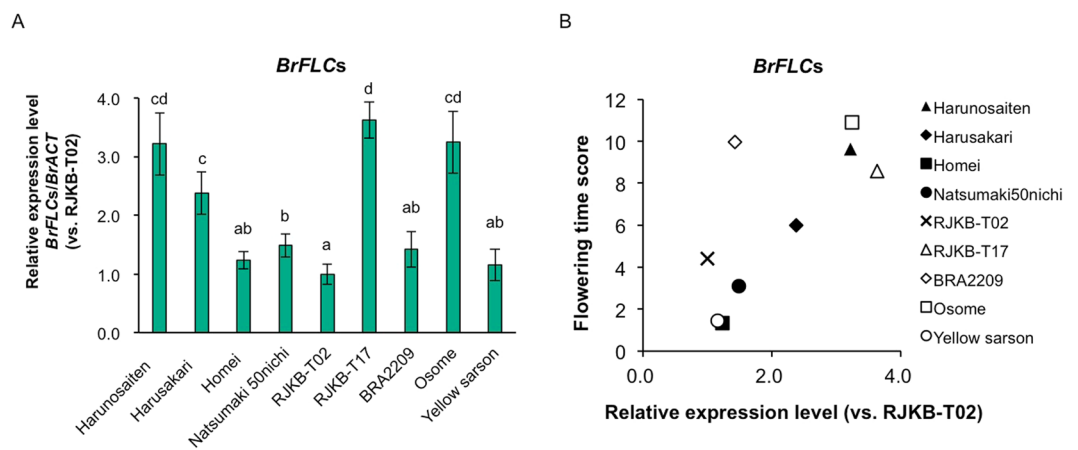 A
BrFLCs
Relative expression level
BrFLCs/BrACT
(vs. RJKB-T02)
4.0
3.0
2.0
1.0
0.0
cd
c
ab
b
a
d
ab
cd
ab
Harunosaiten
Harusakari
Homei
Natsumaki 50nichi
RJKB-T02
RJKB-T17
BRA2209
Osome
Yellow sarson
B
BrFLCs
Flowering time score
12
10
8
6
4
2
0
0.0
2.0
4.0
Relative expression level (vs. RJKB-T02)
Harunosaiten
Harusakari
Homei
Natsumaki50nichi
RJKB-T02
RJKB-T17
BRA2209
Osome
Yellow sarson